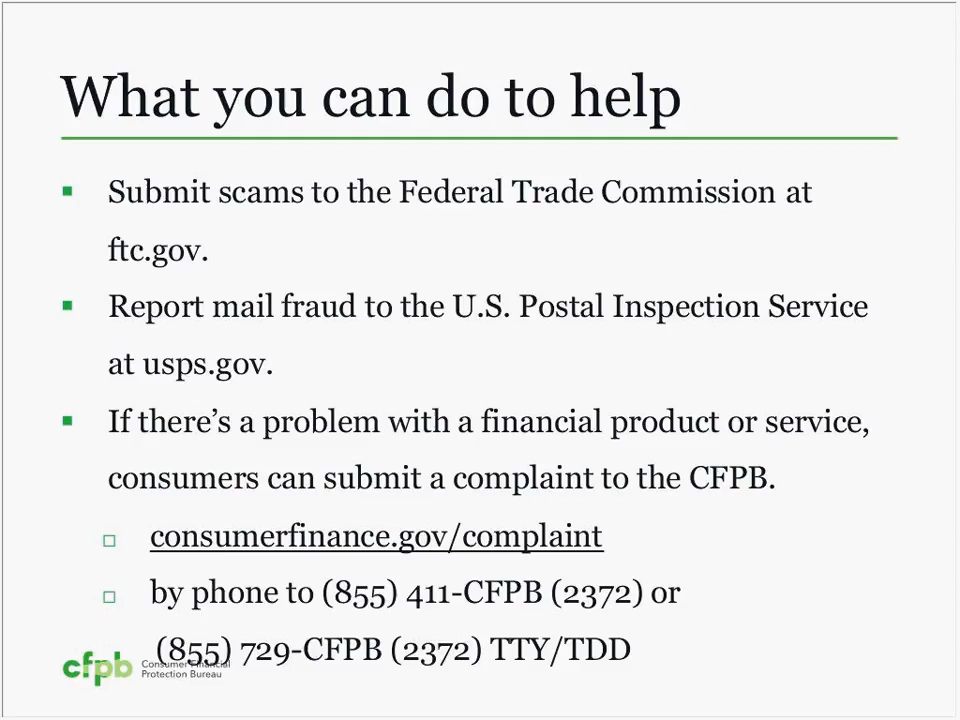 What you can do to help
Submit scams to the Federal Trade Commission at
ftc.gov.
Report mail fraud to the U.S. Postal Inspection Service
at usps.gov.
If there’s a problem with a financial product or service,
consumers can submit a complaint to the CFPB.
consumerfinance.gov/complaint
by phone to (855) 411-CFPB (2372) or
(855) 729-CFPB (2372) TTY/TDD
cfpb Consumer Financial
Protection Bureau